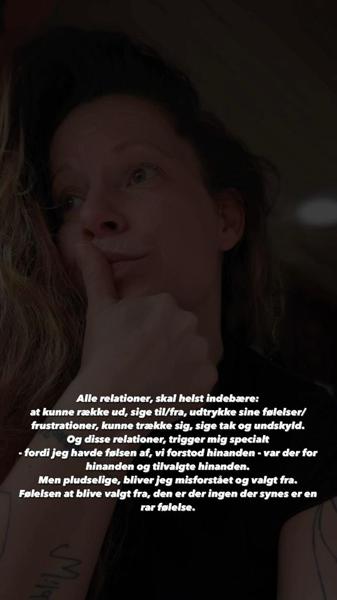 Alle relationer, skal helst indebære:
at kunne række ud, sige til/fra, udtrykke sine følelser/
frustrationer, kunne trække sig, sige tak og undskyld.
Og disse relationer, trigger mig specialt
- fordi jeg havde følsen af, vi forstod hinanden - var der for
hinanden og tilvalgte hinanden.
Men pludselige, bliver jeg misforstået og valgt fra.
Følelsen at blive valgt fra, den er der ingen der synes er en
rar følelse.